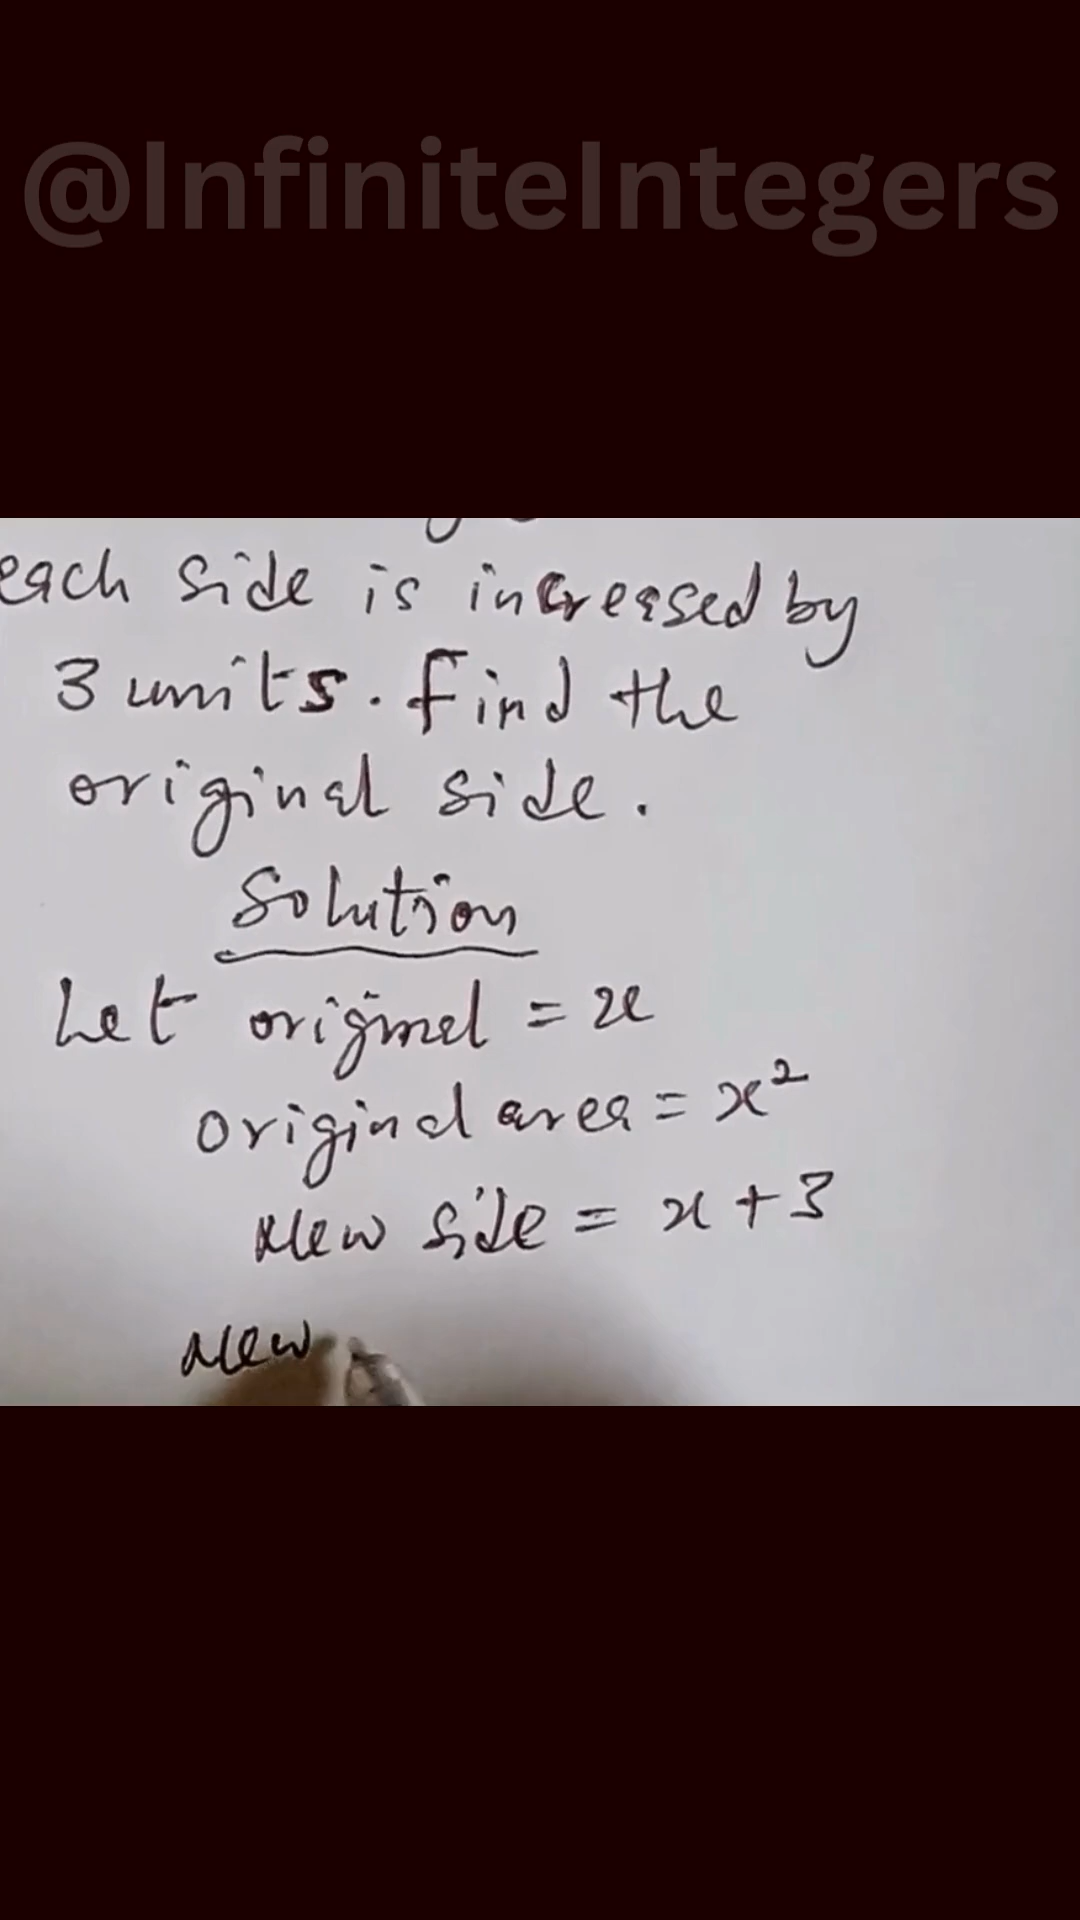 @InfiniteIntegers
each side is increased by
3 units. find the
original side.
Solution
Let original = x
original area = x²
New side = x + 3
New